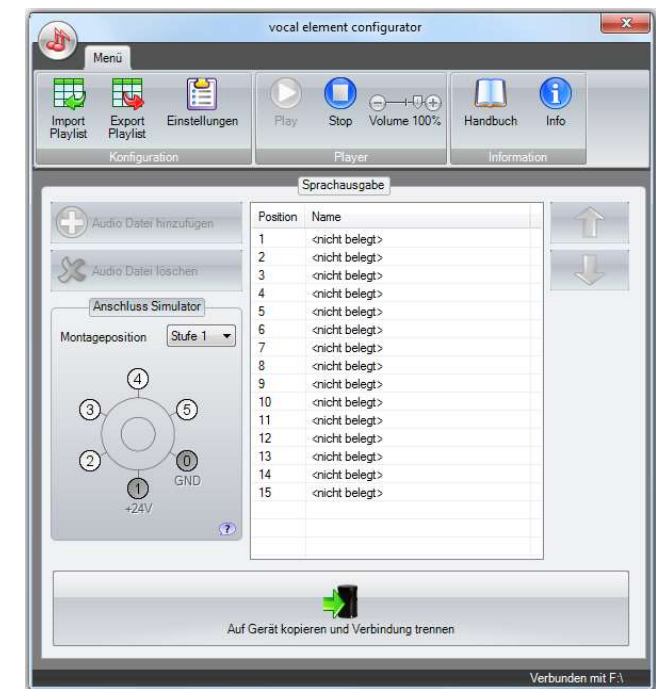 vocal element configurator
Menü
Import Playlist
Export Playlist
Einstellungen
Konfiguration
Play
Stop
Volume 100%
Player
Handbuch
Info
Information
Sprachausgabe
Audio Datei hinzufügen
Audio Datei löschen
Anschluss Simulator
Montageposition Stufe 1
4
3 5
2 0
1 GND
+24V
?
Position Name
1 <nicht belegt>
2 <nicht belegt>
3 <nicht belegt>
4 <nicht belegt>
5 <nicht belegt>
6 <nicht belegt>
7 <nicht belegt>
8 <nicht belegt>
9 <nicht belegt>
10 <nicht belegt>
11 <nicht belegt>
12 <nicht belegt>
13 <nicht belegt>
14 <nicht belegt>
15 <nicht belegt>
Auf Gerät kopieren und Verbindung trennen
Verbunden mit F:\